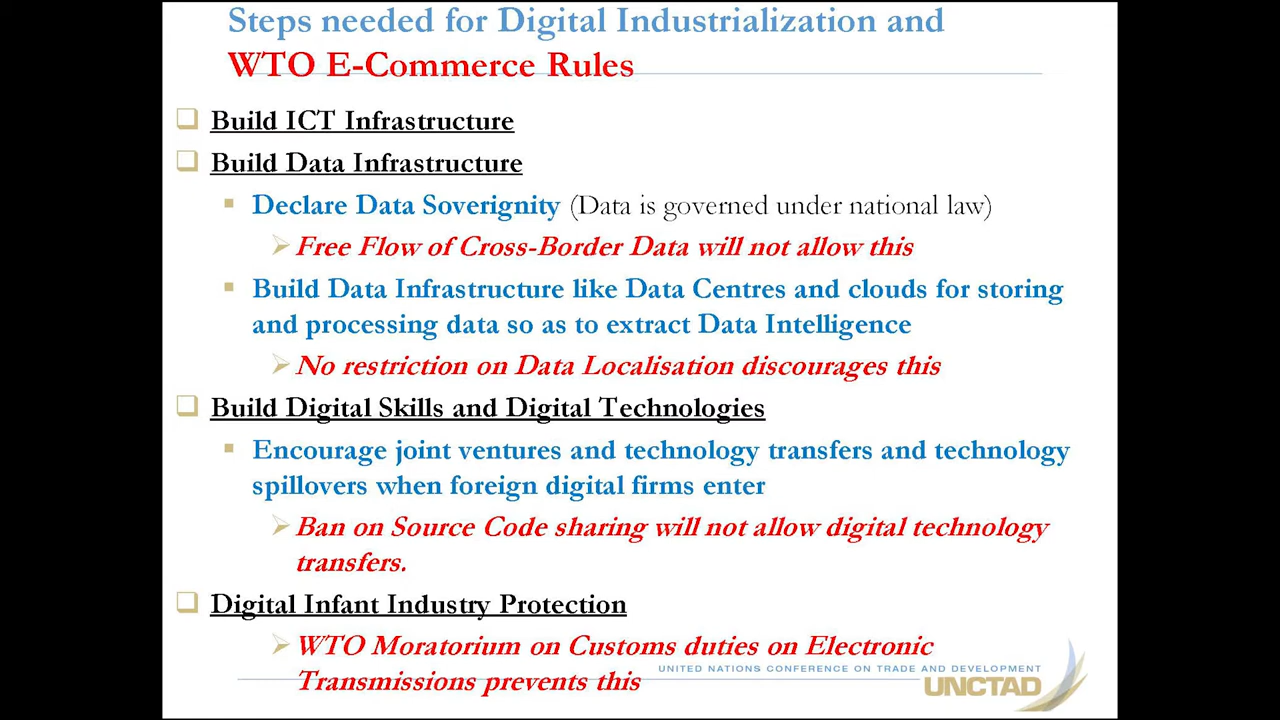 Steps needed for Digital Industrialization and
WTO E-Commerce Rules
Build ICT Infrastructure
Build Data Infrastructure
Declare Data Soverignity (Data is governed under national law)
Free Flow of Cross-Border Data will not allow this
Build Data Infrastructure like Data Centres and clouds for storing
and processing data so as to extract Data Intelligence
No restriction on Data Localisation discourages this
Build Digital Skills and Digital Technologies
Encourage joint ventures and technology transfers and technology
spillovers when foreign digital firms enter
Ban on Source Code sharing will not allow digital technology
transfers.
Digital Infant Industry Protection
WTO Moratorium on Customs duties on Electronic
Transmissions prevents this
UNITED NATIONS CONFERENCE ON TRADE AND DEVELOPMENT
UNCTAD